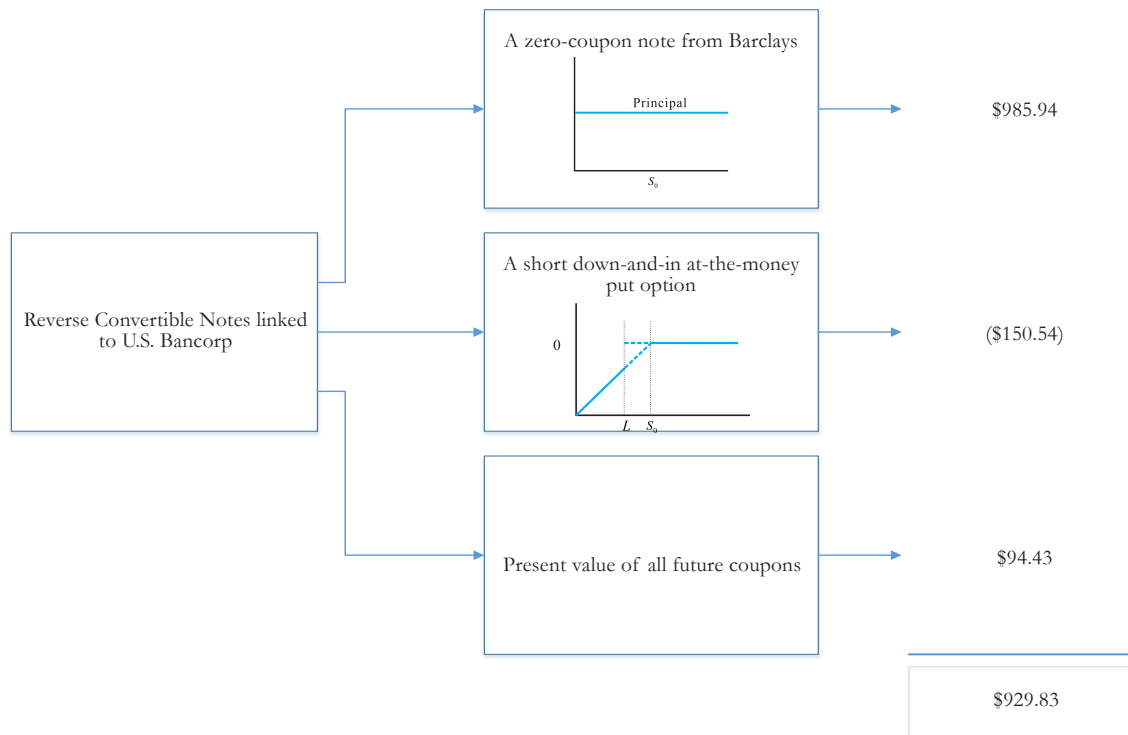 A zero-coupon note from Barclays
Principal
S₀
$985.94
Reverse Convertible Notes linked
to U.S. Bancorp
A short down-and-in at-the-money
put option
0
L S₀
($150.54)
Present value of all future coupons
$94.43
$929.83